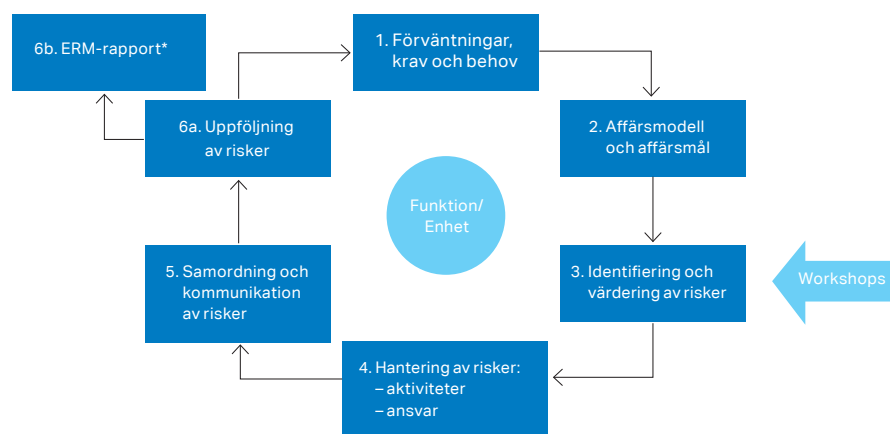 6b. ERM-rapport*
1. Förväntningar,
krav och behov
6a. Uppföljning
av risker
2. Affärsmodell
och affärsmål
Funktion/
Enhet
5. Samordning och
kommunikation
av risker
3. Identifiering och
värdering av risker
Workshops
4. Hantering av risker:
– aktiviteter
– ansvar